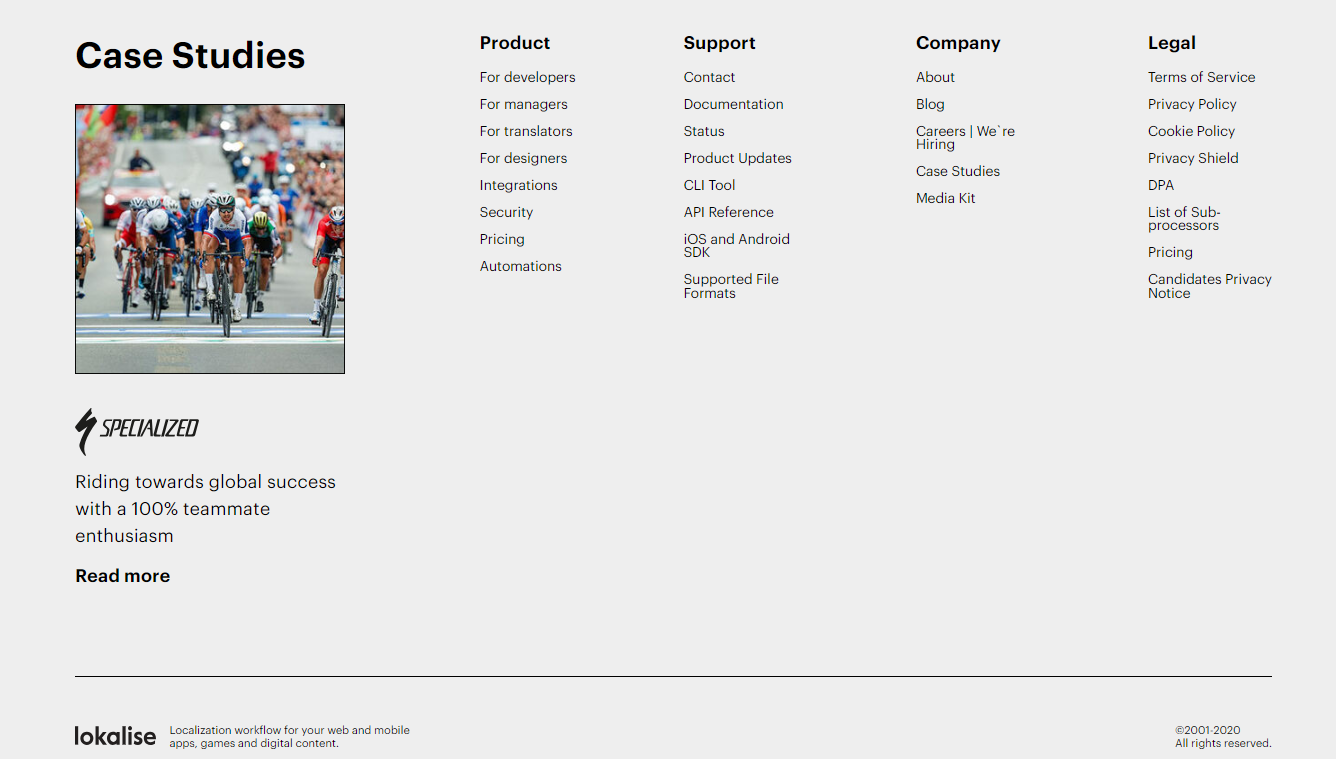 Case Studies
SPECIALIZED
Riding towards global success
with a 100% teammate
enthusiasm
Read more
Product
For developers
For managers
For translators
For designers
Integrations
Security
Pricing
Automations
Support
Contact
Documentation
Status
Product Updates
CLI Tool
API Reference
iOS and Android
SDK
Supported File
Formats
Company
About
Blog
Careers | We`re
Hiring
Case Studies
Media Kit
Legal
Terms of Service
Privacy Policy
Cookie Policy
Privacy Shield
DPA
List of Sub-
processors
Pricing
Candidates Privacy
Notice
lokalise
Localization workflow for your web and mobile
apps, games and digital content.
©2001-2020
All rights reserved.